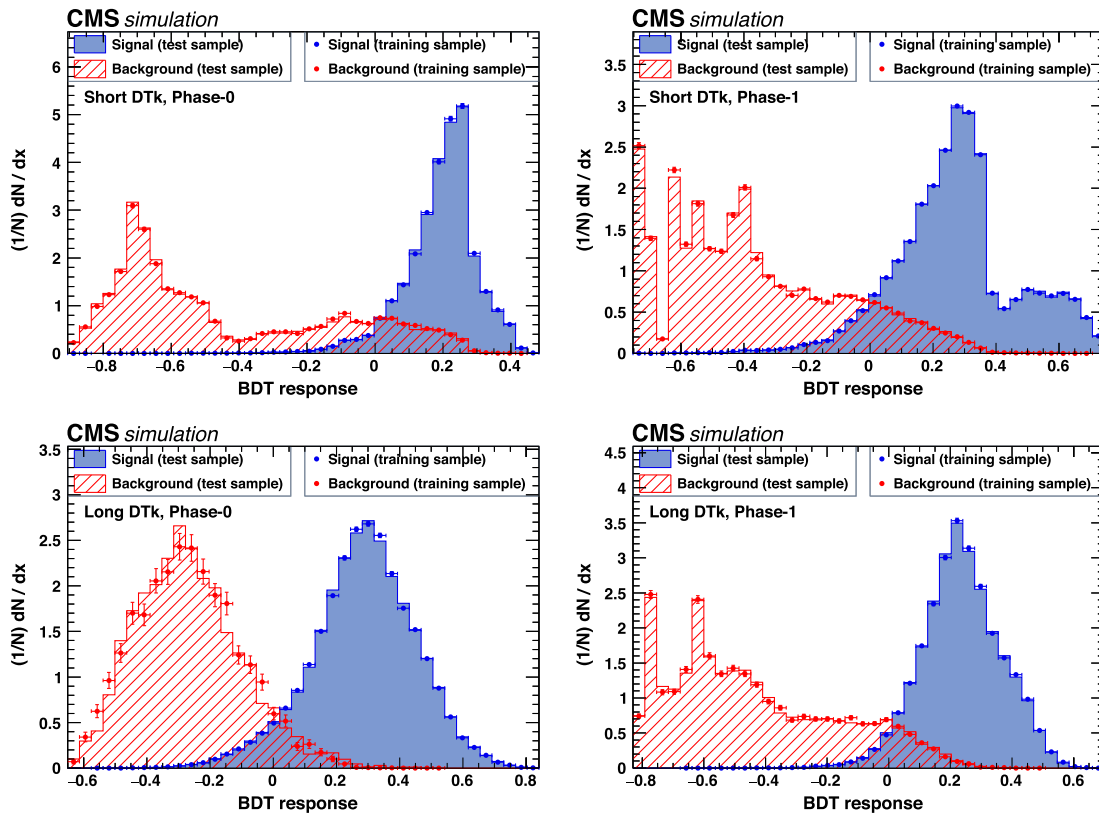 CMS simulation
Signal (test sample)
Signal (training sample)
Background (test sample)
Background (training sample)
Short DTk, Phase-0
(1/N) dN / dx
6
5
4
3
2
1
0
−0.8 −0.6 −0.4 −0.2 0 0.2 0.4
BDT response
CMS simulation
Signal (test sample)
Signal (training sample)
Background (test sample)
Background (training sample)
Short DTk, Phase-1
(1/N) dN / dx
3.5
3
2.5
2
1.5
1
0.5
0
−0.6 −0.4 −0.2 0 0.2 0.4 0.6
BDT response
CMS simulation
Signal (test sample)
Signal (training sample)
Background (test sample)
Background (training sample)
Long DTk, Phase-0
(1/N) dN / dx
3.5
3
2.5
2
1.5
1
0.5
0
−0.6 −0.4 −0.2 0 0.2 0.4 0.6 0.8
BDT response
CMS simulation
Signal (test sample)
Signal (training sample)
Background (test sample)
Background (training sample)
Long DTk, Phase-1
(1/N) dN / dx
4.5
4
3.5
3
2.5
2
1.5
1
0.5
0
−0.8 −0.6 −0.4 −0.2 0 0.2 0.4 0.6
BDT response